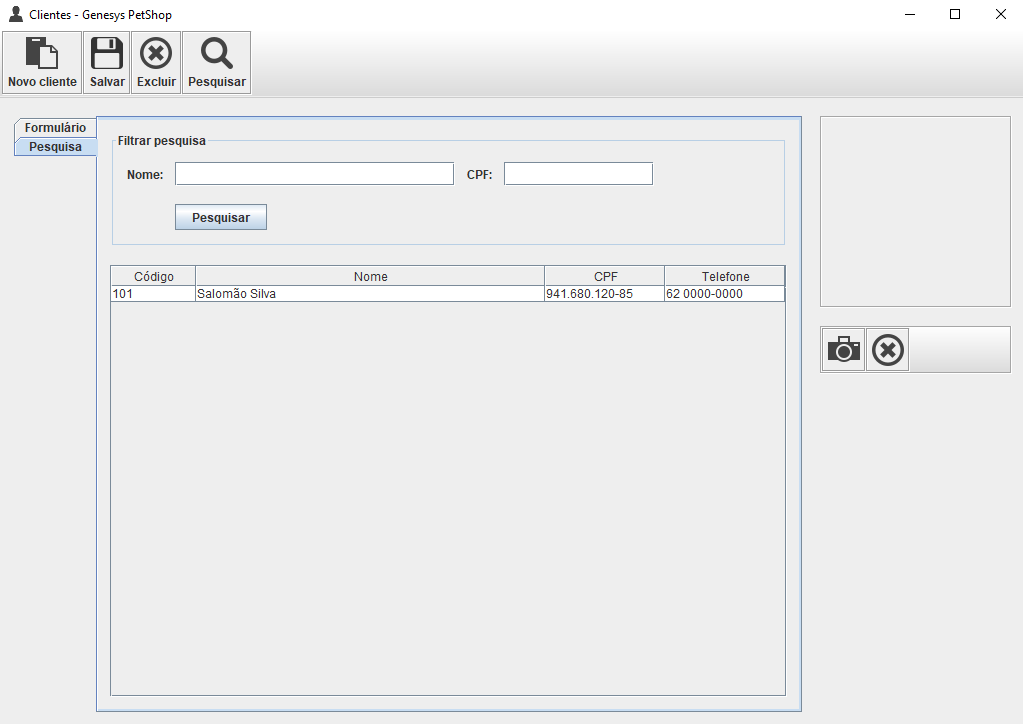 Clientes - Genesys PetShop
Novo cliente Salvar Excluir Pesquisar
Formulário
Pesquisa
Filtrar pesquisa
Nome: CPF:
Pesquisar
Código Nome CPF Telefone
101 Salomão Silva 941.680.120-85 62 0000-0000